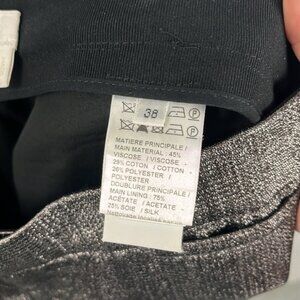 38
MATIERE PRINCIPALE /
MAIN MATERIAL : 45%
VISCOSE / VISCOSE -
29% COTON / COTTON -
26% POLYESTER /
POLYESTER
DOUBLURE PRINCIPALE /
MAIN LINING : 75%
ACETATE / ACETATE -
25% SOIE / SILK
Nettoyage